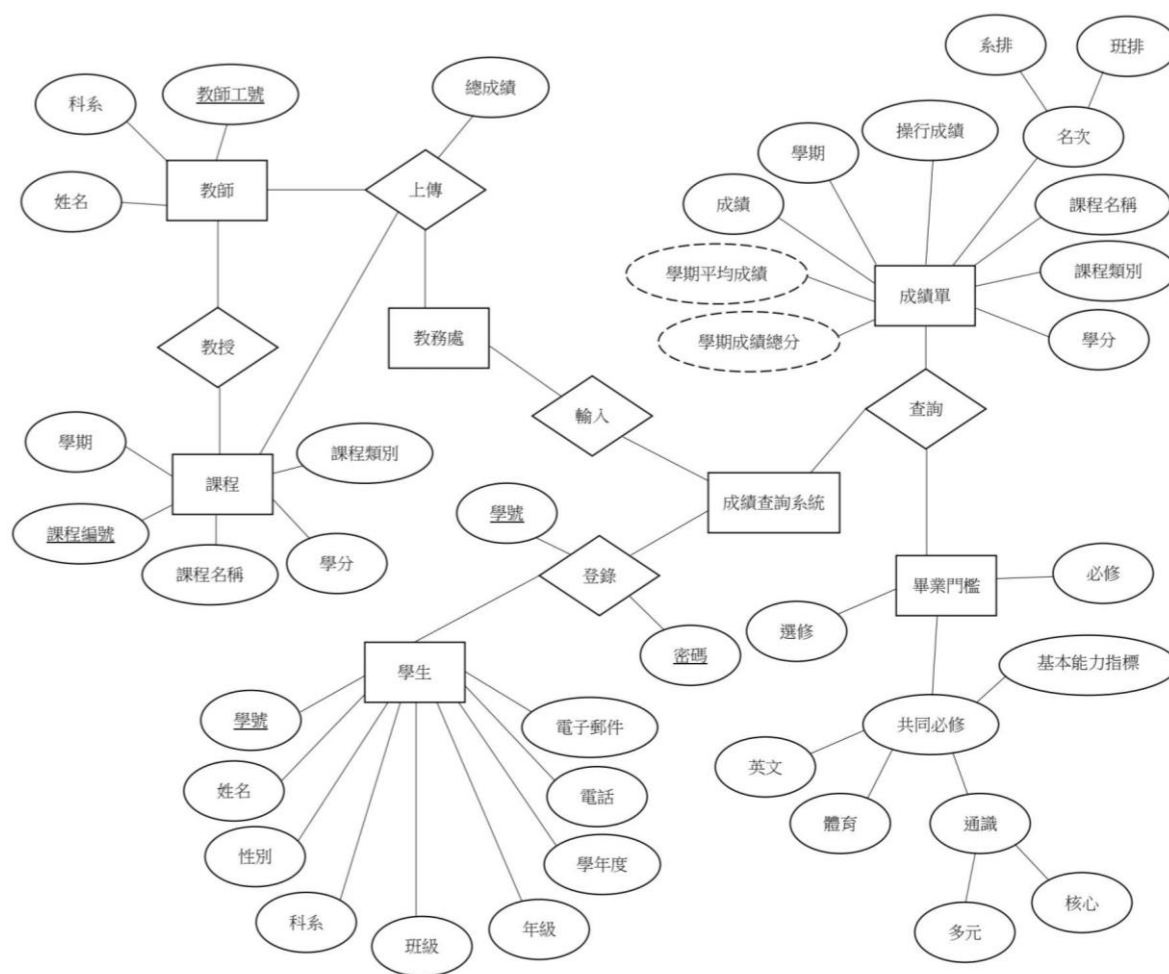 系排
班排
教師工號
總成績
科系
操行成績
名次
學期
教師
上傳
姓名
成績
課程名稱
學期平均成績
課程類別
成績單
教務處
學期成績總分
學分
教授
輸入
查詢
學期
課程類別
課程
成績查詢系統
學號
課程編號
學分
課程名稱
登錄
畢業門檻
必修
選修
密碼
基本能力指標
學生
學號
電子郵件
共同必修
英文
姓名
電話
體育
通識
性別
學年度
核心
科系
年級
多元
班級